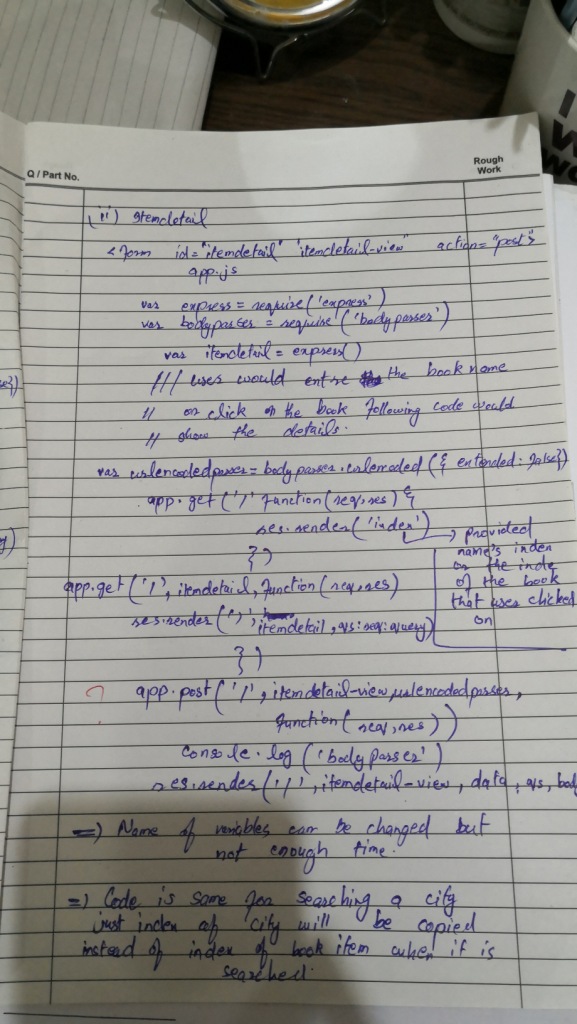 Q / Part No.
Rough
Work
ii) Itemdetail
<form id="itemdetail" "itemdetail-view" action="post">
app.js
var express = require('express')
var bodyparser = require('bodyparser')
var itemdetail = express()
/// user would enter the book name
// on click on the book following code would
// show the details.
var urlencodedparser = bodyparser.urlencoded({ extended: false})
app.get('/' function(req,res) {
res.render('index')
→ provided
name's index
or the index
of the book
that user clicked
on
})
app.get('/', itemdetail, function(req,res)
res.render('/', itemdetail, qs:req:query)
})
? app.post('/', itemdetail-view, urlencodedparser,
function(req,res))
console.log('bodyParser')
res.render('/', itemdetail-view, data, qs, bod
=> Name of variables can be changed but
not enough time.
=> Code is same for searching a city
just index of city will be copied
instead of index of book item when it is
searched.